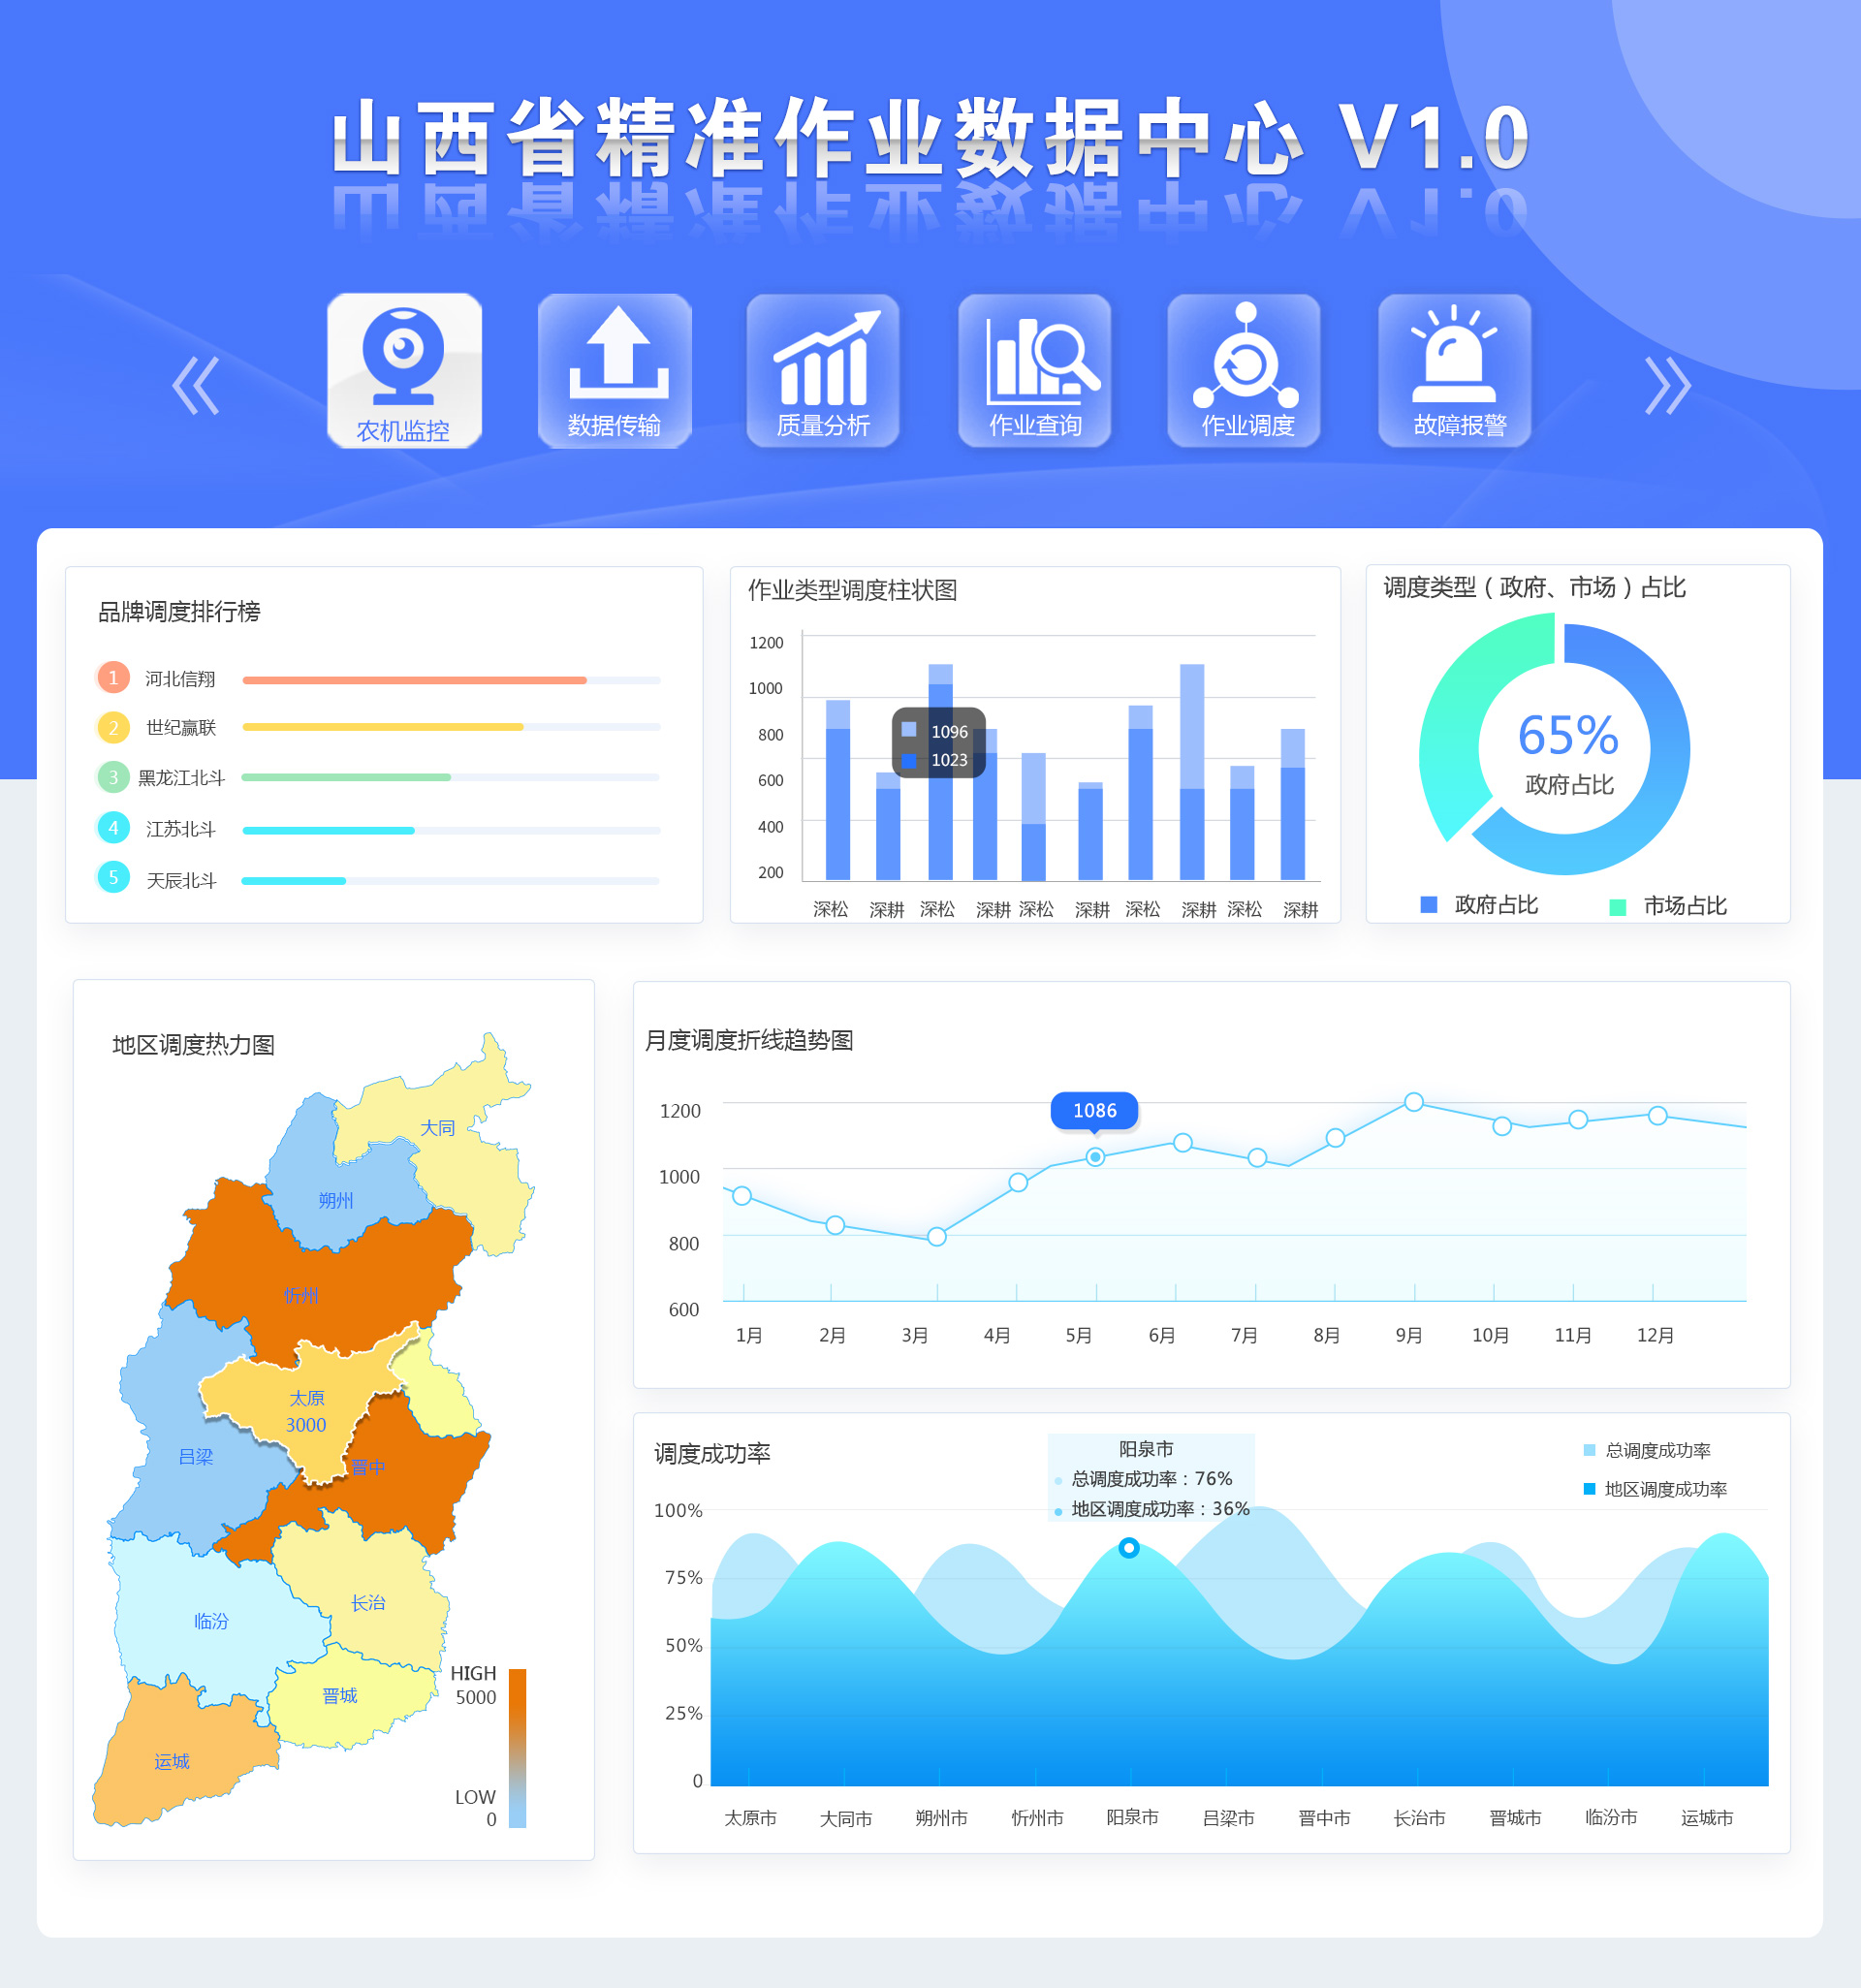 山西省精准作业数据中心 V1.0
农机监控
数据传输
质量分析
作业查询
作业调度
故障报警
品牌调度排行榜
1 河北信翔
2 世纪赢联
3 黑龙江北斗
4 江苏北斗
5 天辰北斗
作业类型调度柱状图
1200
1000
800
600
400
200
1096
1023
深松 深耕 深松 深耕 深松 深耕 深松 深耕 深松 深耕
调度类型（政府、市场）占比
65%
政府占比
政府占比 市场占比
地区调度热力图
大同
朔州
忻州
太原
3000
吕梁
晋中
长治
临汾
晋城
运城
HIGH
5000
LOW
0
月度调度折线趋势图
1086
1200
1000
800
600
1月 2月 3月 4月 5月 6月 7月 8月 9月 10月 11月 12月
调度成功率
阳泉市
总调度成功率：76%
地区调度成功率：36%
总调度成功率
地区调度成功率
100%
75%
50%
25%
0
太原市 大同市 朔州市 忻州市 阳泉市 吕梁市 晋中市 长治市 晋城市 临汾市 运城市